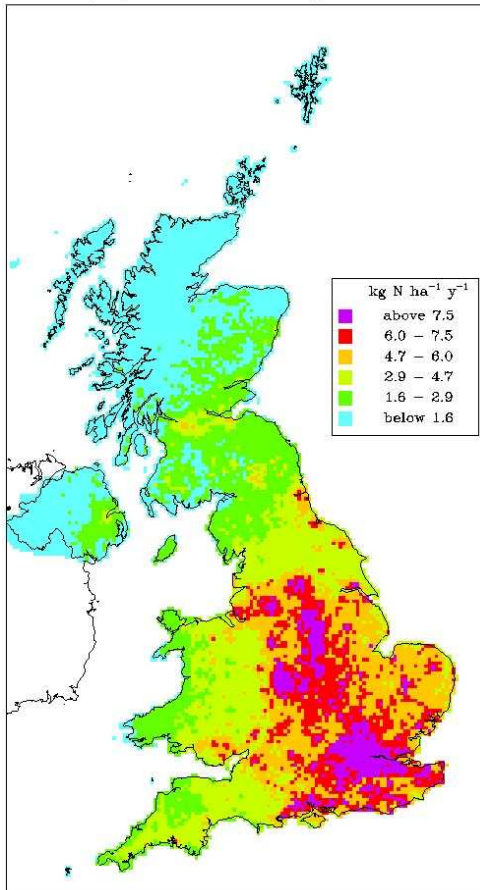 kg N ha⁻¹ y⁻¹
above 7.5
6.0 – 7.5
4.7 – 6.0
2.9 – 4.7
1.6 – 2.9
below 1.6